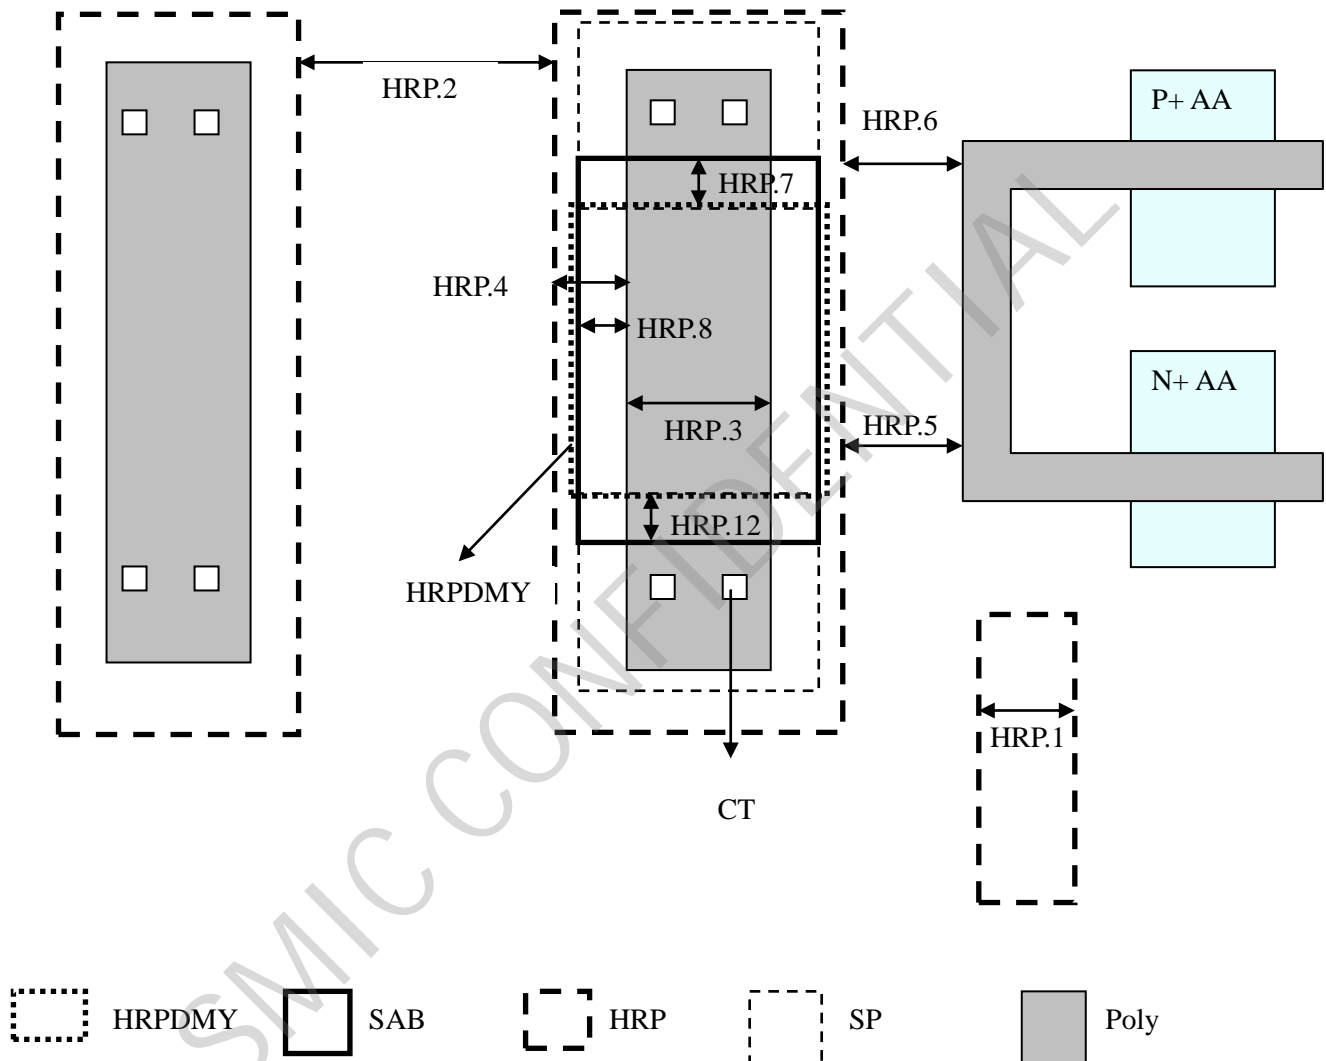 HRP.2
P+ AA
HRP.6
HRP.7
HRP.4
HRP.8
N+ AA
HRP.3
HRP.5
HRP.12
HRPDMY
HRP.1
CT
SMIC CONFIDENTIAL
HRPDMY
SAB
HRP
SP
Poly